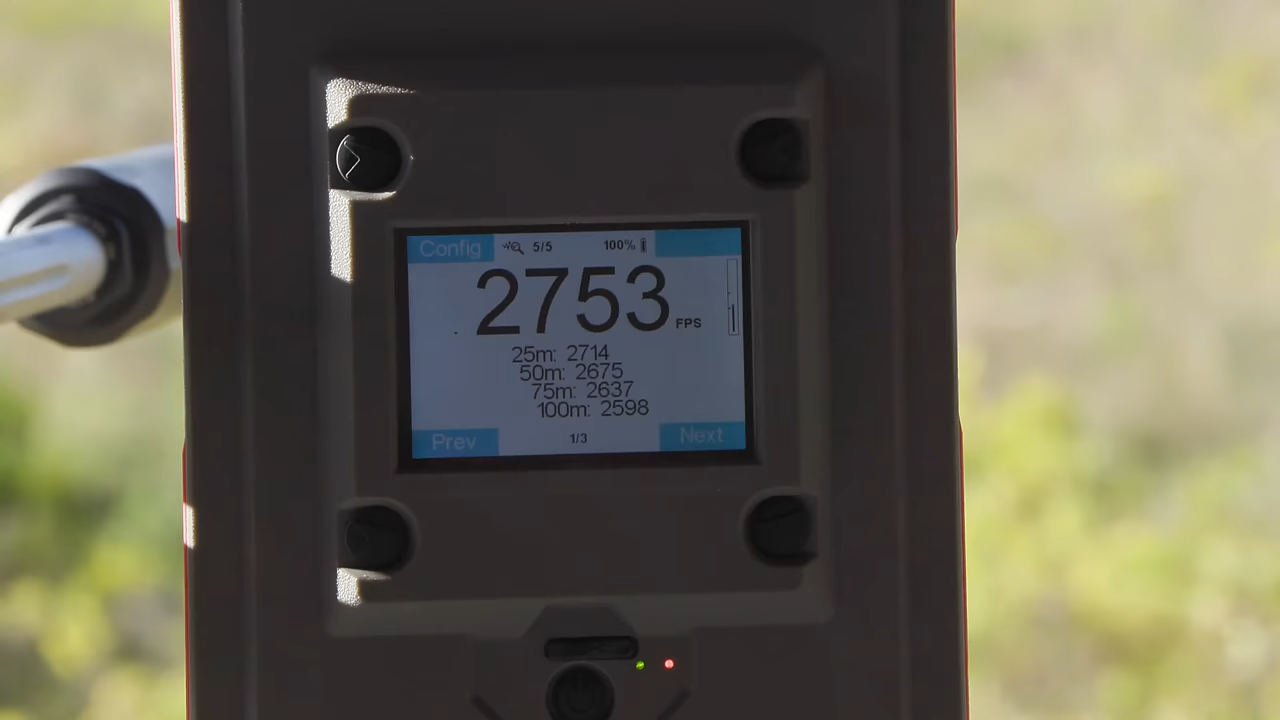 Config 5/5 100%
2753 FPS
25m: 2714
50m: 2675
75m: 2637
100m: 2598
Prev 1/3 Next